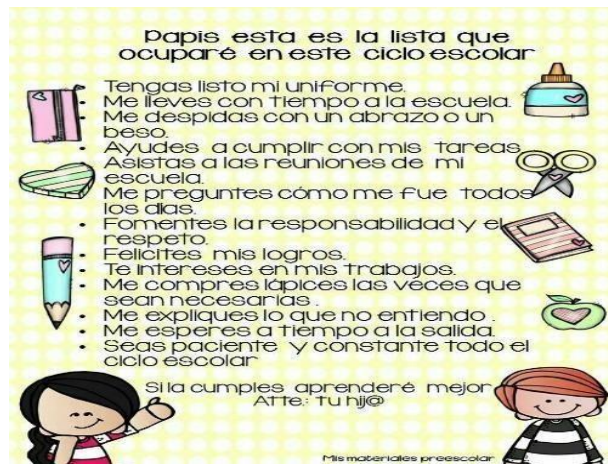 Papis esta es la lista que
ocuparé en este ciclo escolar
• Tengas listo mi uniforme.
• Me lleves con tiempo a la escuela.
• Me despidas con un abrazo o un
beso.
• Ayudes a cumplir con mis tareas
• Asistas a las reuniones de mi
escuela.
• Me preguntes cómo me fue todos
los días.
• Fomentes la responsabilidad y el
respeto.
• Felicites mis logros.
• Te intereses en mis trabajos.
• Me compres lápices las veces que
sean necesarias .
• Me expliques lo que no entiendo .
• Me esperes a tiempo a la salida.
• Seas paciente y constante todo el
ciclo escolar
Si la cumples aprenderé mejor
Atte.: tu hij@
Mis materiales preescolar